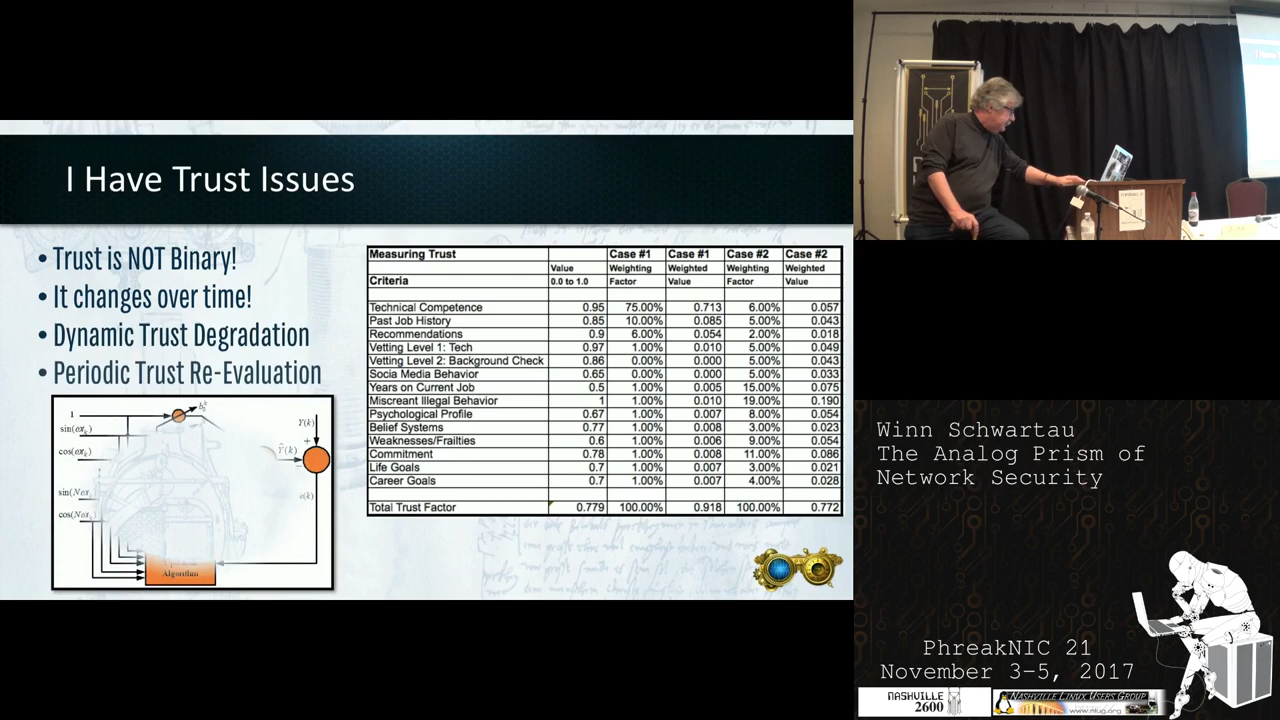 I Have Trust Issues
• Trust is NOT Binary!
• It changes over time!
• Dynamic Trust Degradation
• Periodic Trust Re-Evaluation
Measuring Trust Case #1 Case #1 Case #2 Case #2
Value Weighting Weighted Weighting Weighted
Criteria 0.0 to 1.0 Factor Value Factor Value
Technical Competence 0.95 75.00% 0.713 6.00% 0.057
Past Job History 0.85 10.00% 0.085 5.00% 0.043
Recommendations 0.9 6.00% 0.054 2.00% 0.018
Vetting Level 1: Tech 0.97 1.00% 0.010 5.00% 0.049
Vetting Level 2: Background Check 0.86 0.00% 0.000 5.00% 0.043
Socia Media Behavior 0.65 0.00% 0.000 5.00% 0.033
Years on Current Job 0.5 1.00% 0.005 15.00% 0.075
Miscreant Illegal Behavior 1 1.00% 0.010 19.00% 0.190
Psychological Profile 0.67 1.00% 0.007 8.00% 0.054
Belief Systems 0.77 1.00% 0.008 3.00% 0.023
Weaknesses/Frailties 0.6 1.00% 0.006 9.00% 0.054
Commitment 0.78 1.00% 0.008 11.00% 0.086
Life Goals 0.7 1.00% 0.007 3.00% 0.021
Career Goals 0.7 1.00% 0.007 4.00% 0.028
Total Trust Factor 0.779 100.00% 0.918 100.00% 0.772
1
Y(k)
Algorithm
Winn Schwartau
The Analog Prism of
Network Security
PhreakNIC 21
November 3-5, 2017
NASHVILLE
2600
NASHVILLE LINUX USERS GROUP
www.nlug.org